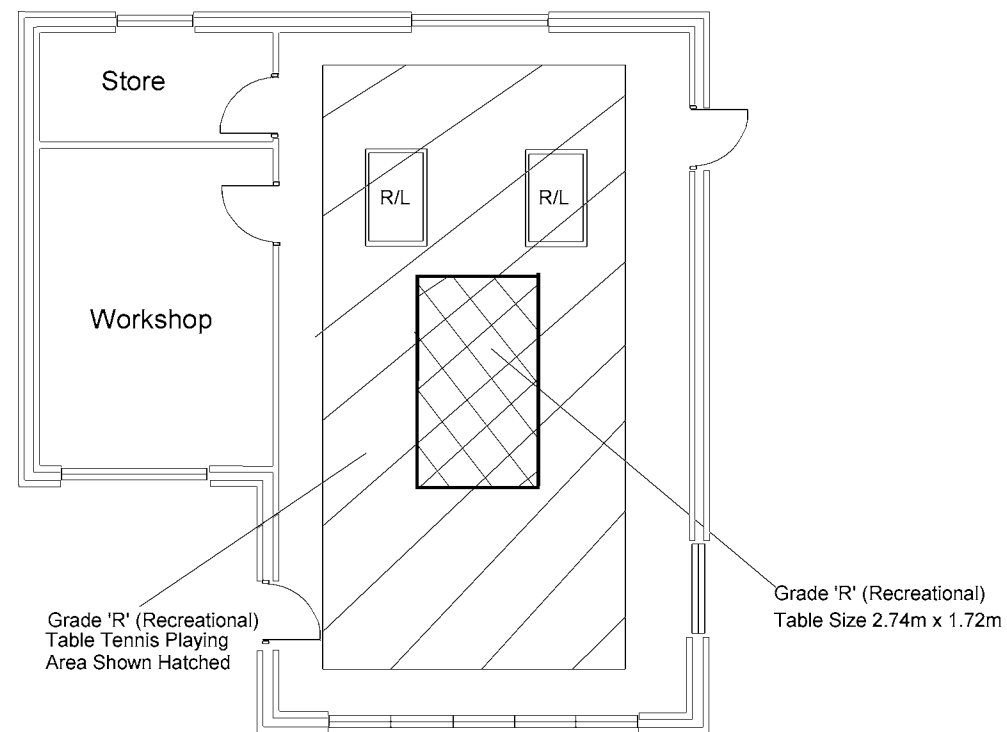 Store
R/L
R/L
Workshop
Grade 'R' (Recreational)
Table Size 2.74m x 1.72m
Grade 'R' (Recreational)
Table Tennis Playing
Area Shown Hatched